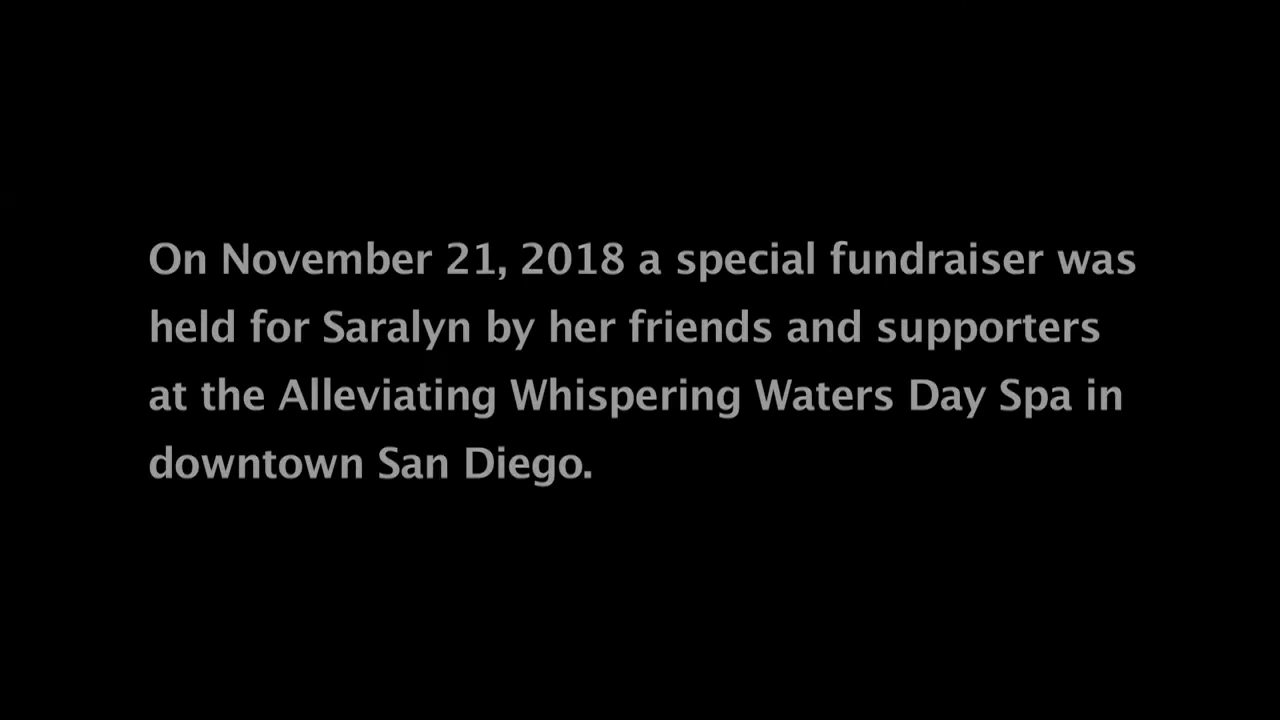 On November 21, 2018 a special fundraiser was
held for Saralyn by her friends and supporters
at the Alleviating Whispering Waters Day Spa in
downtown San Diego.